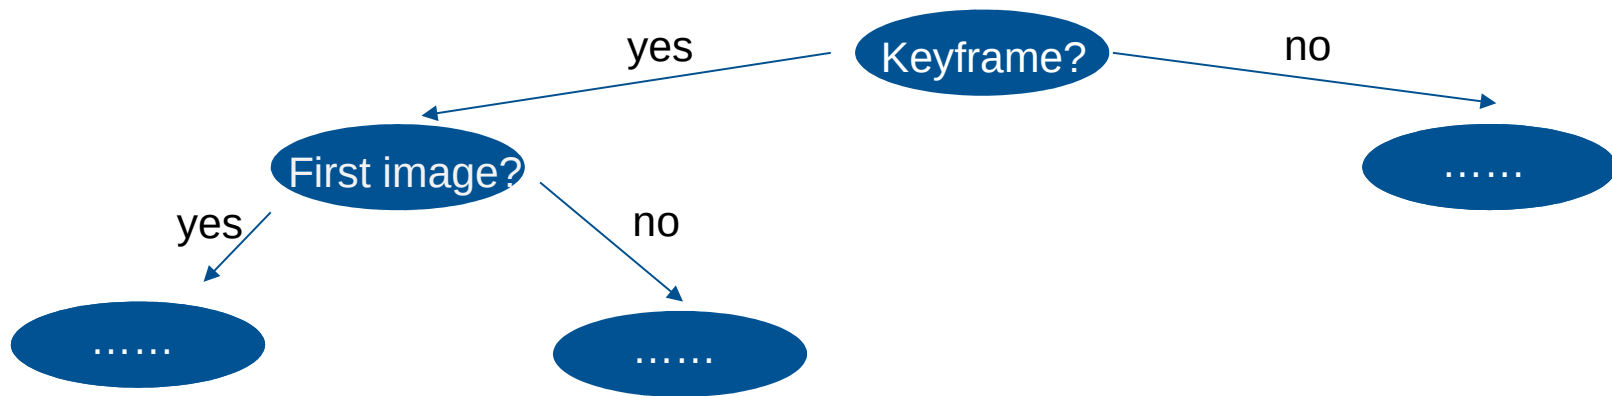 yes
Keyframe?
no
First image?
……
yes
no
……
……